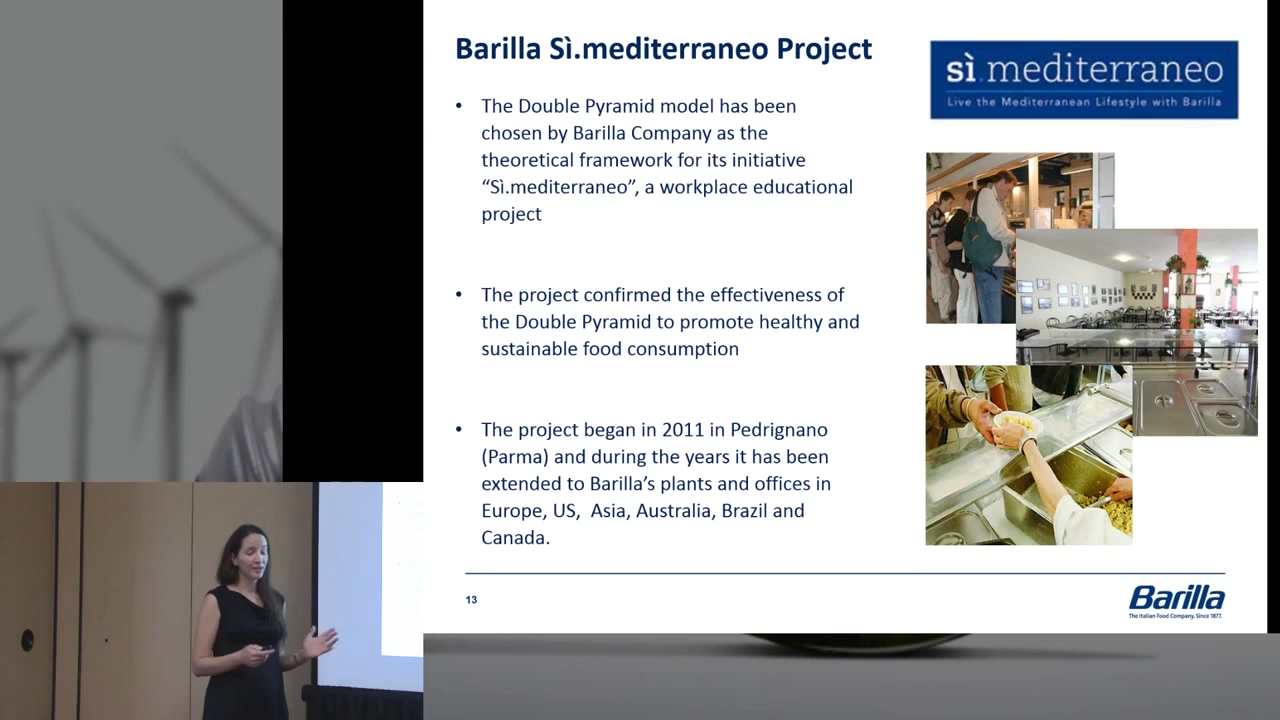 Barilla Sì.mediterraneo Project
• The Double Pyramid model has been
chosen by Barilla Company as the
theoretical framework for its initiative
“Sì.mediterraneo”, a workplace educational
project
• The project confirmed the effectiveness of
the Double Pyramid to promote healthy and
sustainable food consumption
• The project began in 2011 in Pedrignano
(Parma) and during the years it has been
extended to Barilla’s plants and offices in
Europe, US,  Asia, Australia, Brazil and
Canada.
sì.mediterraneo
Live the Mediterranean Lifestyle with Barilla
13
Barilla
The Italian Food Company. Since 1877.